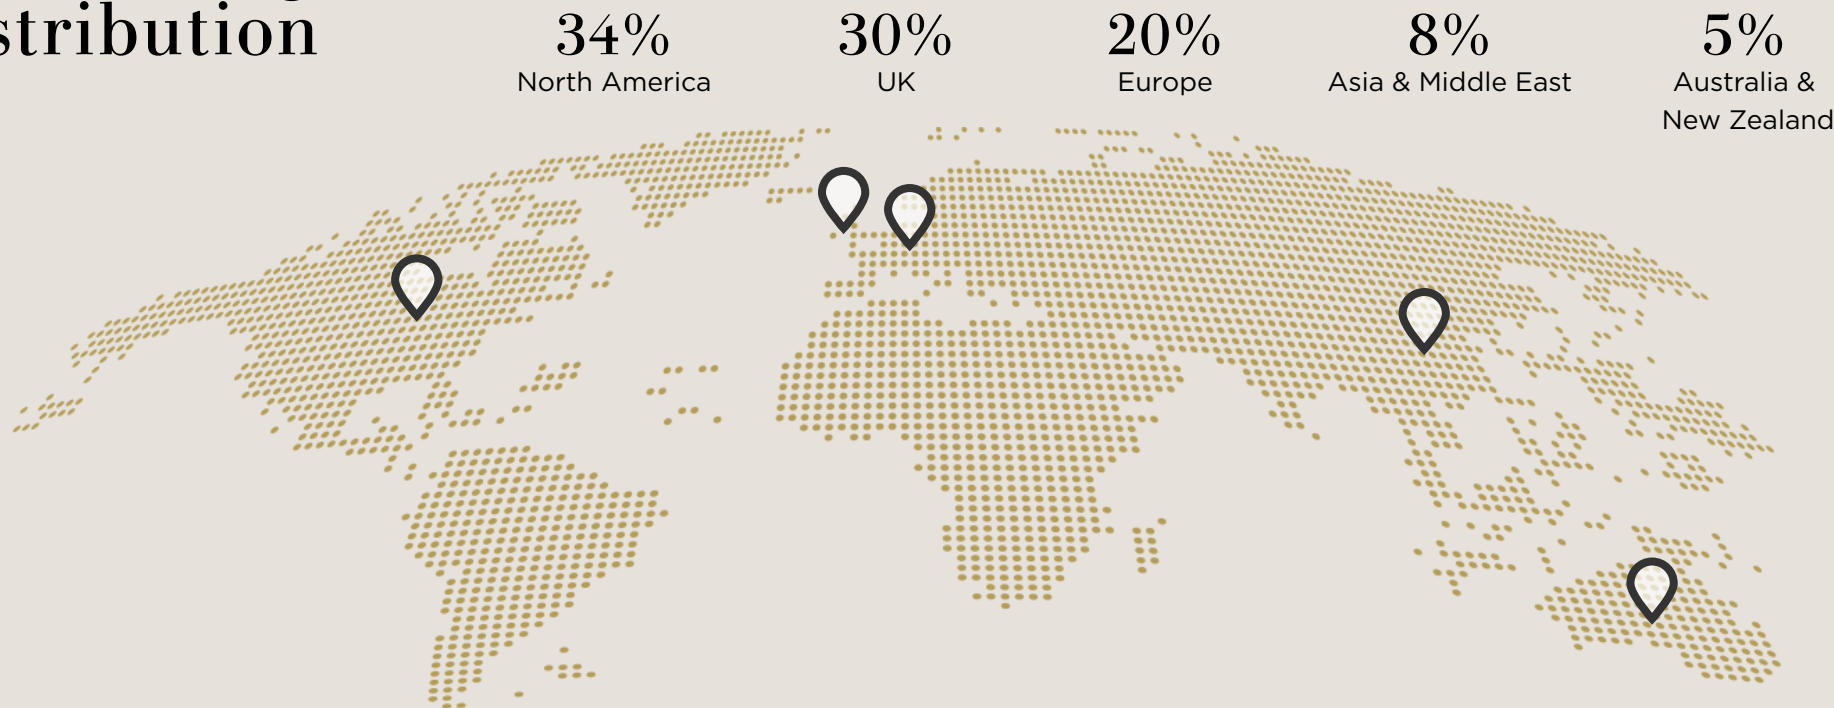 stribution
34%
North America
30%
UK
20%
Europe
8%
Asia & Middle East
5%
Australia &
New Zealand